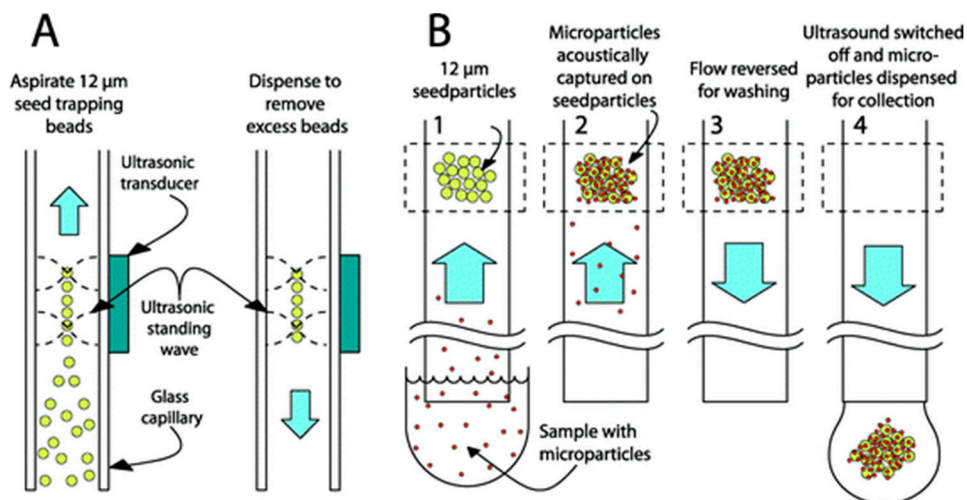 A
Aspirate 12 µm
seed trapping
beads
Dispense to
remove
excess beads
Ultrasonic
transducer
Ultrasonic
standing
wave
Glass
capillary
B
12 µm
seedparticles
1
Microparticles
acoustically
captured on
seedparticles
2
Flow reversed
for washing
3
Ultrasound switched
off and micro-
particles dispensed
for collection
4
Sample with
microparticles